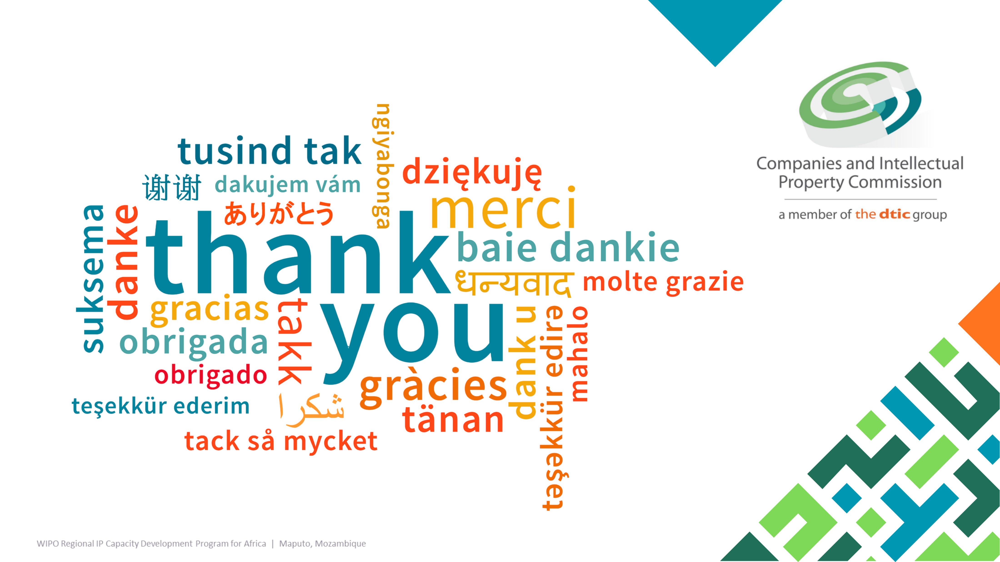 ngiyabonga
tusind tak
dziękuję
谢谢
dakujem vám
merci
ありがとう
suksema
danke
thank
baie dankie
धन्यवाद
molte grazie
gracias
takk
you
dank u
teşəkkür edirə
mahalo
obrigada
obrigado
gràcies
teşekkür ederim
شكرا
tänan
tack så mycket
Companies and Intellectual
Property Commission
a member of the dtic group
WIPO Regional IP Capacity Development Program for Africa | Maputo, Mozambique